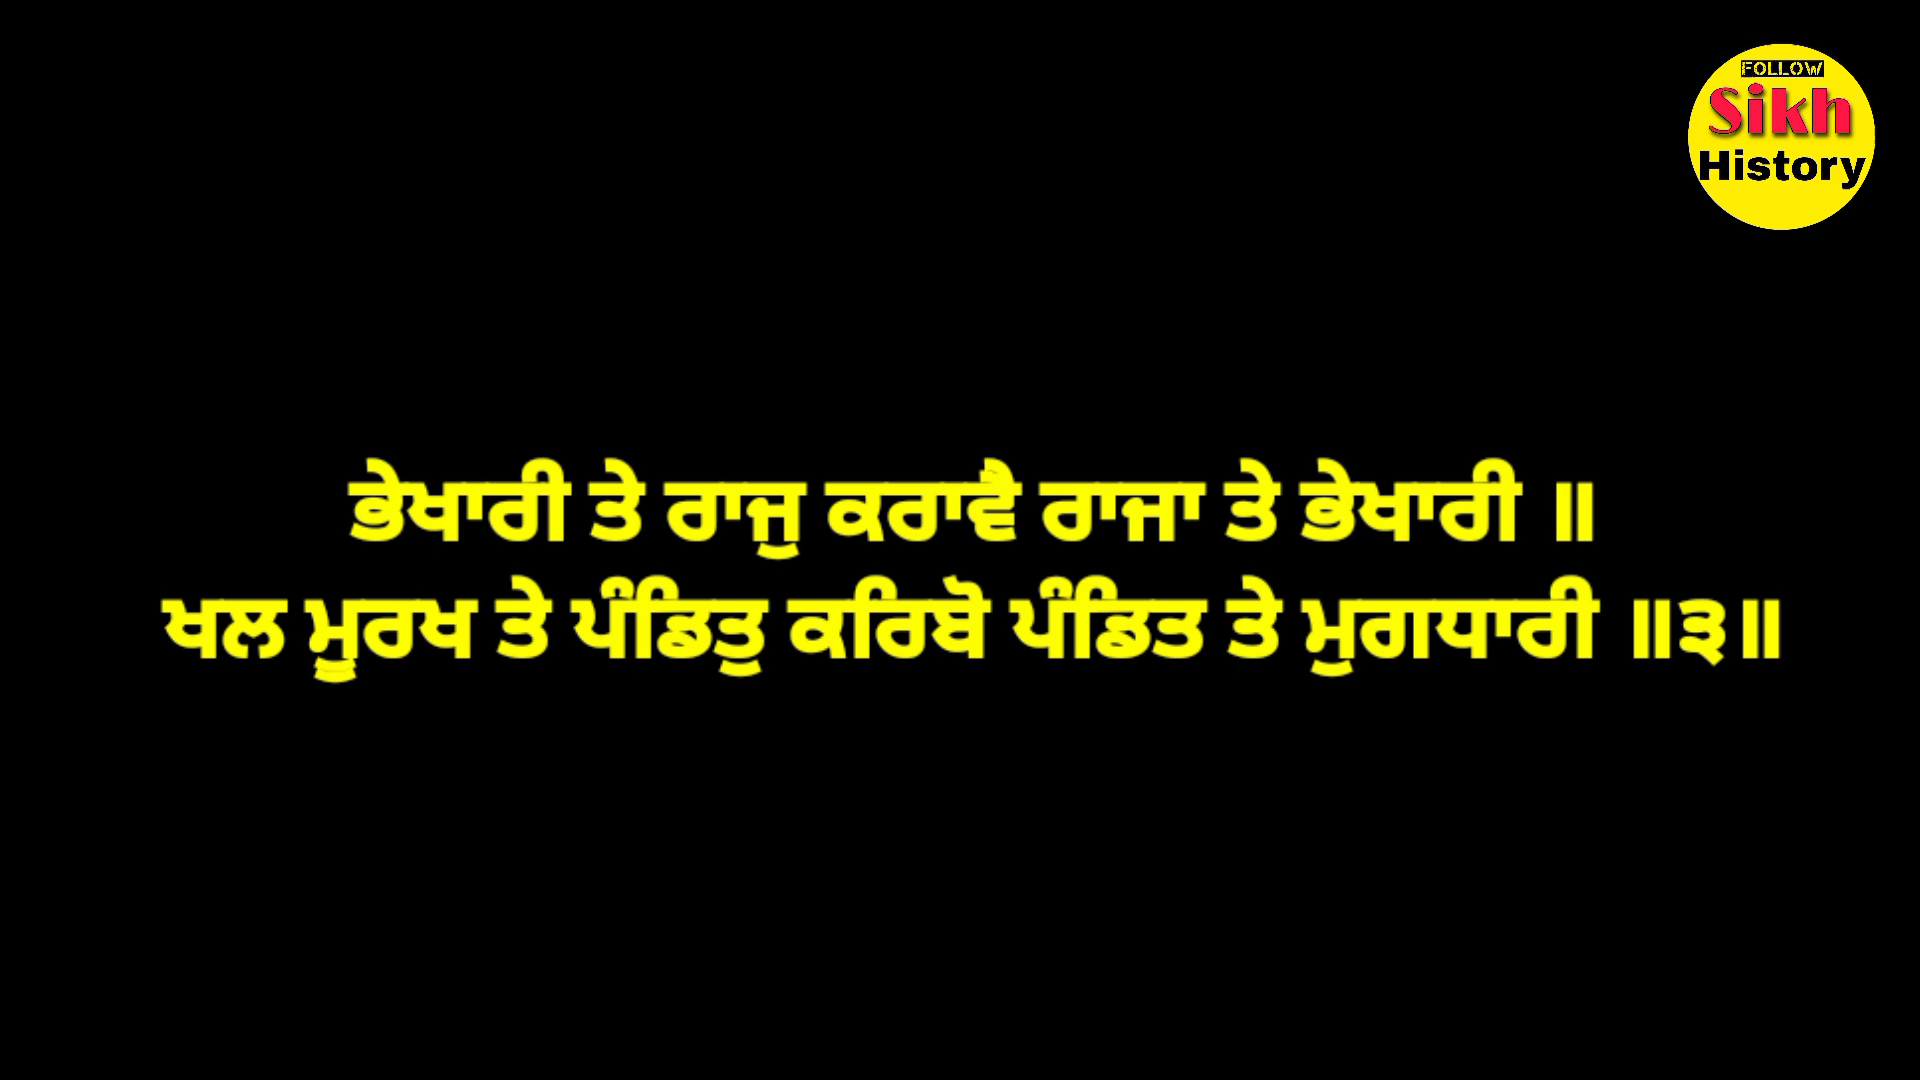 FOLLOW
Sikh
History
ਭੇਖਾਰੀ ਤੇ ਰਾਜੁ ਕਰਾਵੈ ਰਾਜਾ ਤੇ ਭੇਖਾਰੀ ॥
ਖਲ ਮੂਰਖ ਤੇ ਪੰਡਿਤੁ ਕਰਿਬੋ ਪੰਡਿਤ ਤੇ ਮੁਗਧਾਰੀ ॥੩॥